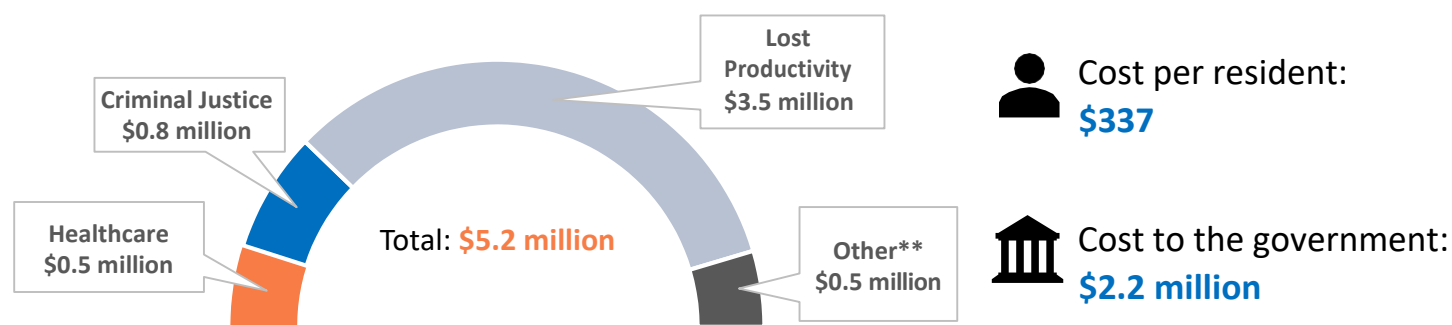 Lost
Productivity
$3.5 million
Criminal Justice
$0.8 million
Healthcare
$0.5 million
Total: $5.2 million
Other**
$0.5 million
Cost per resident:
$337
Cost to the government:
$2.2 million